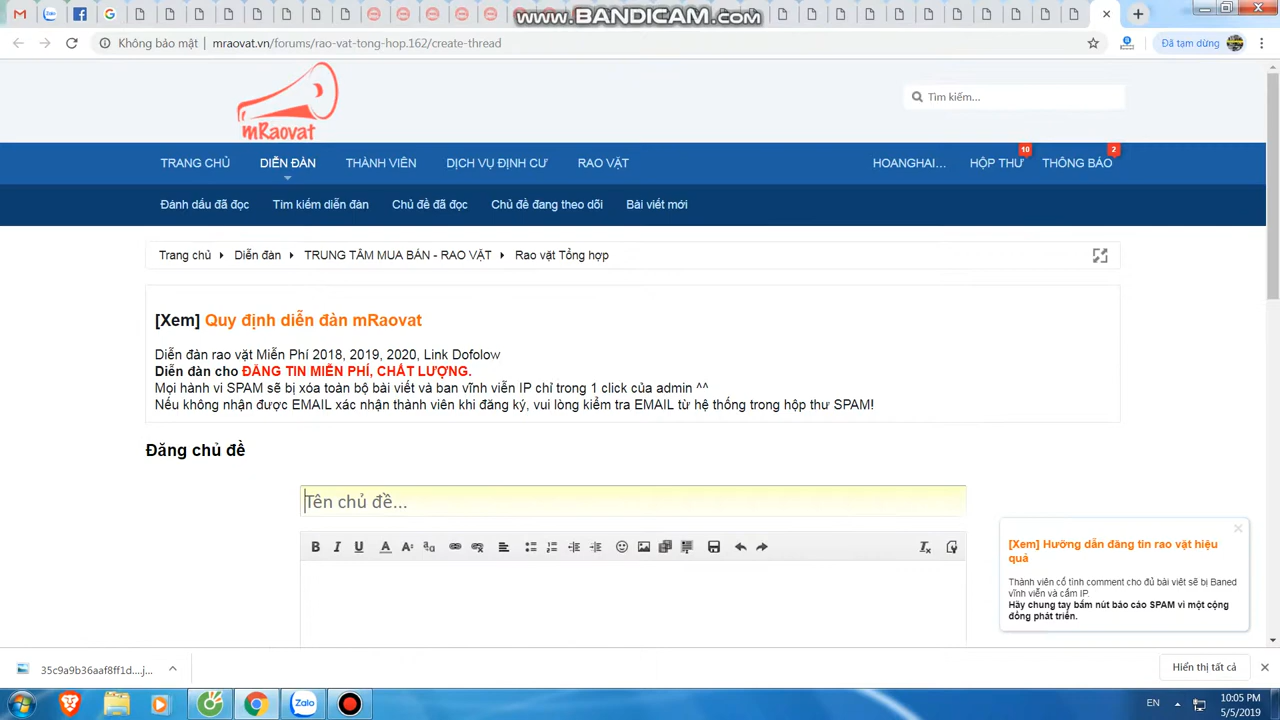 www.BANDICAM.com
Không bảo mật | mraovat.vn/forums/rao-vat-tong-hop.162/create-thread
Đã tạm dừng
mRaovat
Tìm kiếm...
TRANG CHỦ DIỄN ĐÀN THÀNH VIÊN DỊCH VỤ ĐỊNH CƯ RAO VẶT HOANGHAI... HỘP THƯ 10 THÔNG BÁO 2
Đánh dấu đã đọc Tìm kiếm diễn đàn Chủ đề đã đọc Chủ đề đang theo dõi Bài viết mới
Trang chủ Diễn đàn TRUNG TÂM MUA BÁN - RAO VẶT Rao vặt Tổng hợp
[Xem] Quy định diễn đàn mRaovat
Diễn đàn rao vặt Miễn Phí 2018, 2019, 2020, Link Dofolow
Diễn đàn cho ĐĂNG TIN MIỄN PHÍ, CHẤT LƯỢNG.
Mọi hành vi SPAM sẽ bị xóa toàn bộ bài viết và ban vĩnh viễn IP chỉ trong 1 click của admin ^^
Nếu không nhận được EMAIL xác nhận thành viên khi đăng ký, vui lòng kiểm tra EMAIL từ hệ thống trong hộp thư SPAM!
Đăng chủ đề
Tên chủ đề...
[Xem] Hướng dẫn đăng tin rao vặt hiệu
quả
Thành viên cố tình comment cho đủ bài viết sẽ bị Baned
vĩnh viễn và cấm IP.
Hãy chung tay bấm nút báo cáo SPAM vì một cộng
đồng phát triển.
35c9a9b36aaf8ff1d....j...
Hiển thị tất cả
Zalo
EN
10:05 PM
5/5/2019